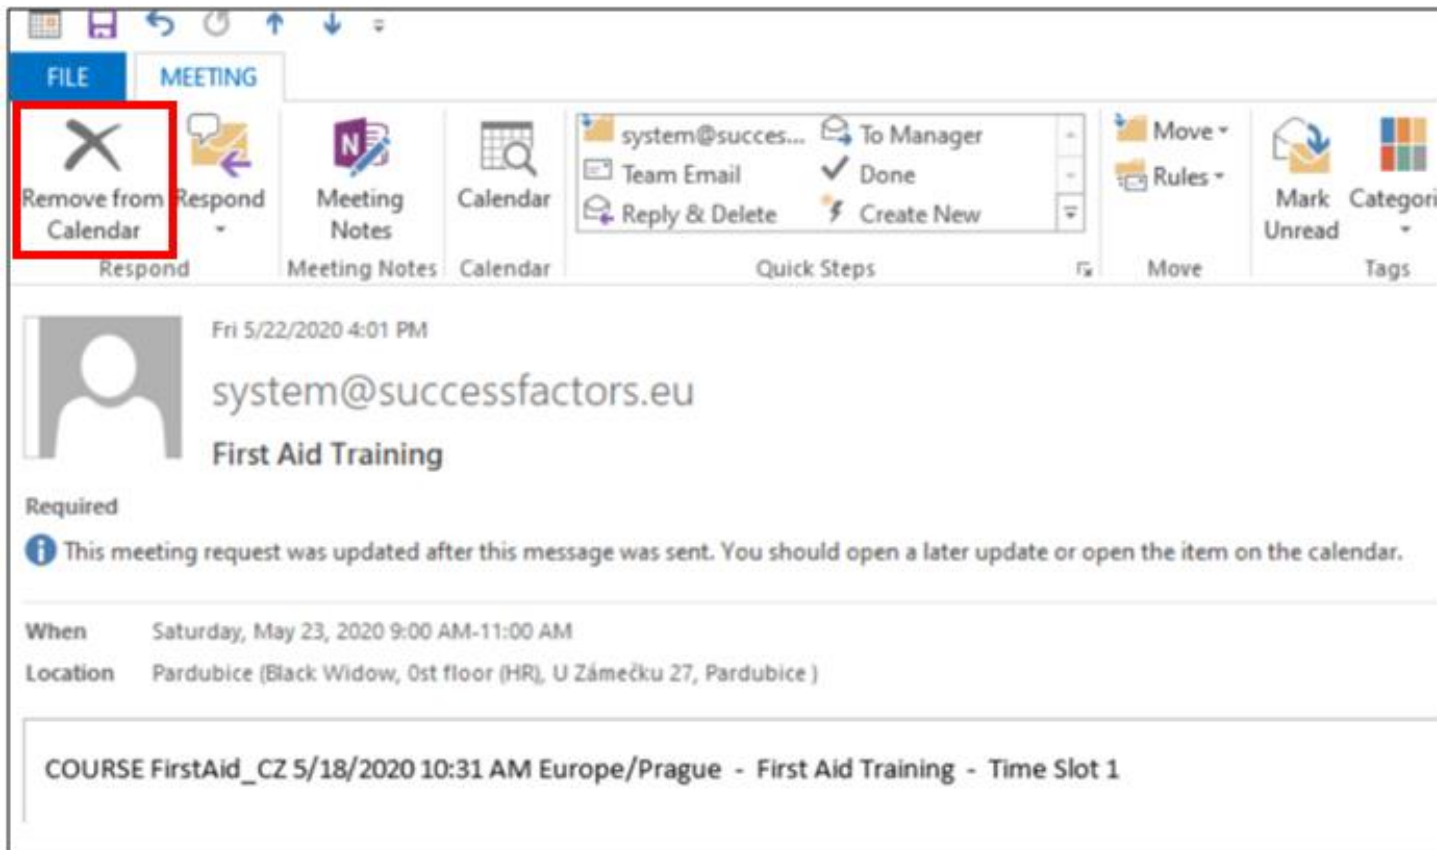 FILE MEETING
Remove from Calendar
Respond
Meeting Notes
Calendar
system@succes... To Manager
Team Email Done
Reply & Delete Create New
Move
Rules
Mark Unread
Categori
Respond Meeting Notes Calendar Quick Steps Move Tags
Fri 5/22/2020 4:01 PM
system@successfactors.eu
First Aid Training
Required
This meeting request was updated after this message was sent. You should open a later update or open the item on the calendar.
When Saturday, May 23, 2020 9:00 AM-11:00 AM
Location Pardubice (Black Widow, 0st floor (HR), U Zámečku 27, Pardubice )
COURSE FirstAid_CZ 5/18/2020 10:31 AM Europe/Prague - First Aid Training - Time Slot 1